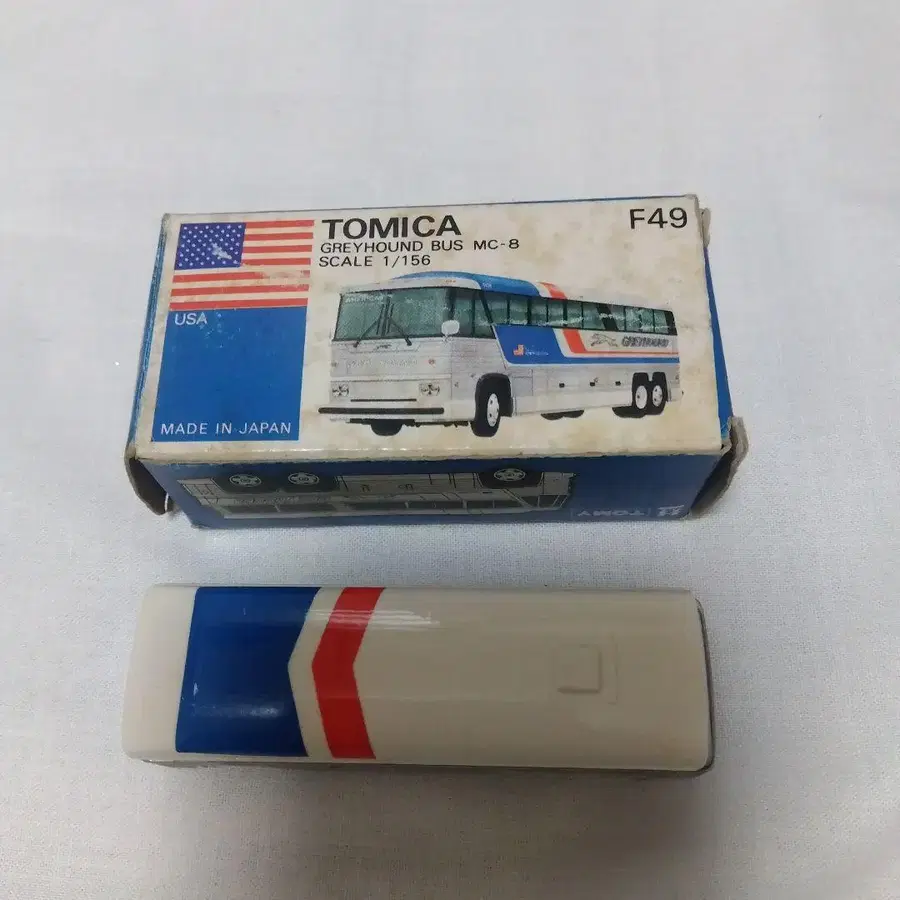 TOMICA
GREYHOUND BUS MC-8
SCALE 1/156
F49
USA
MADE IN JAPAN
GREYHOUND
TOMY